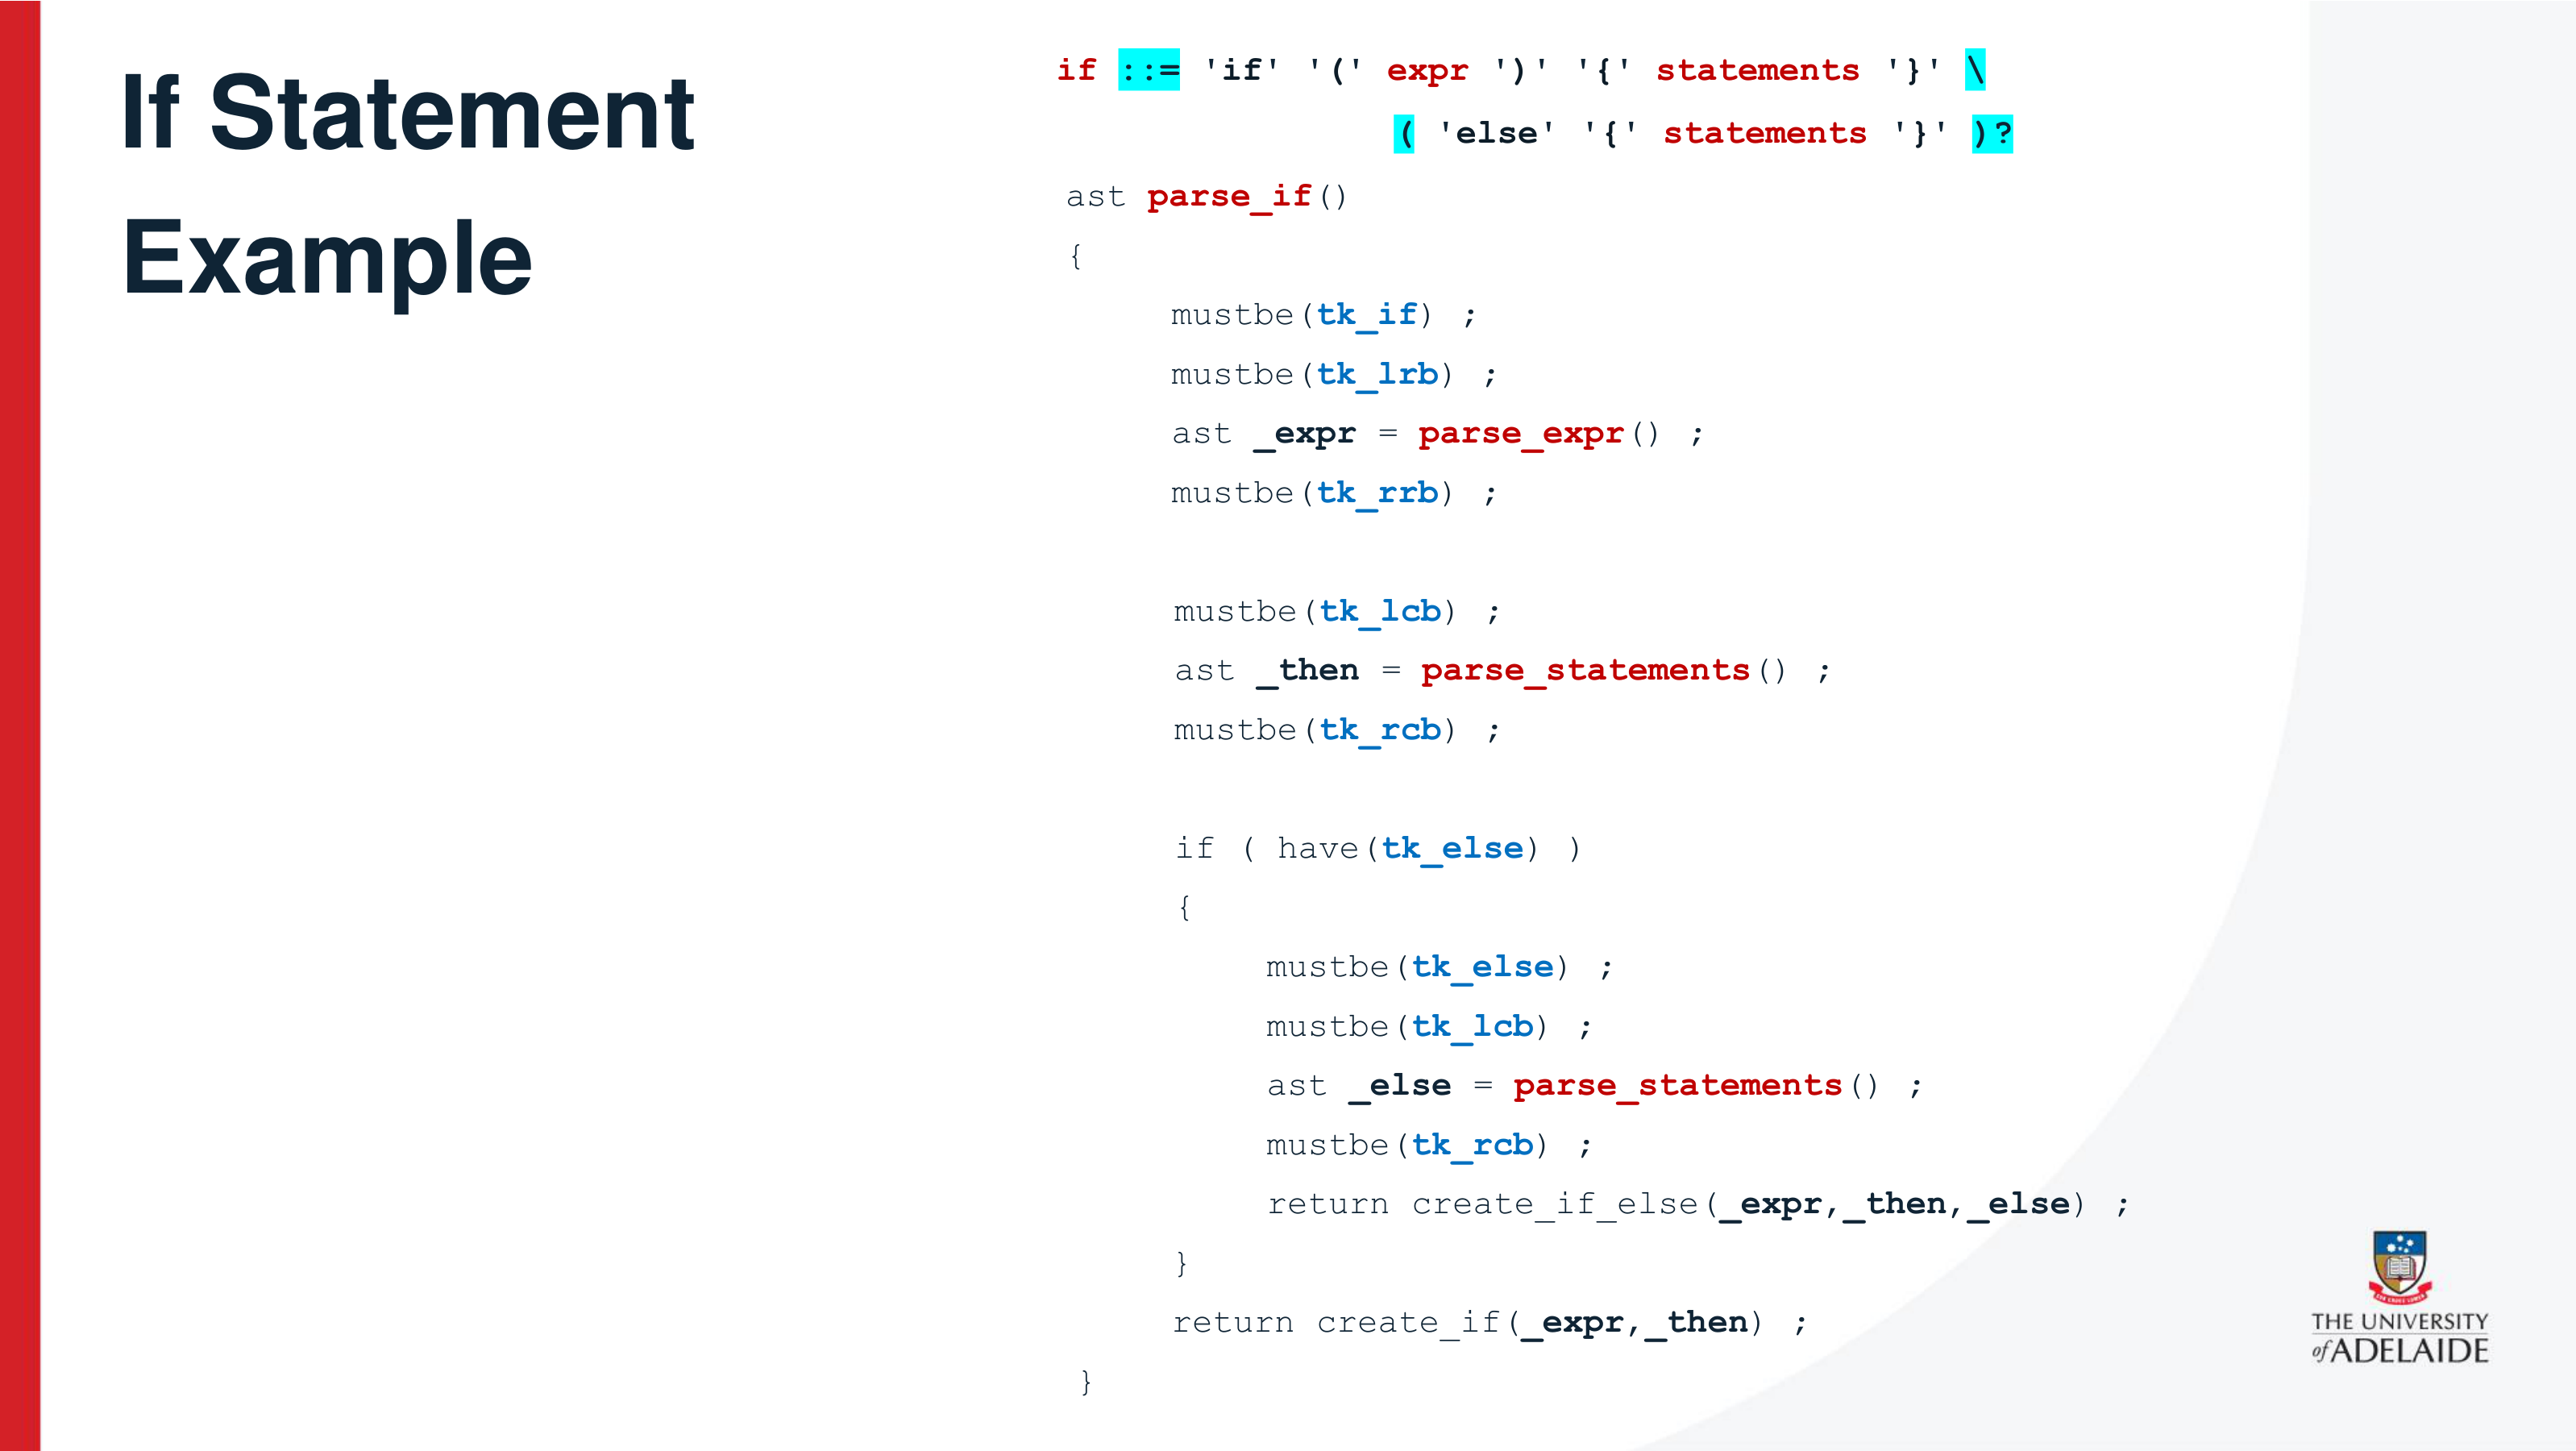 If Statement
Example
if ::= 'if' '(' expr ')' '{' statements '}' \
( 'else' '{' statements '}' )?
ast parse_if()
{
mustbe(tk_if) ;
mustbe(tk_lrb) ;
ast _expr = parse_expr() ;
mustbe(tk_rrb) ;
mustbe(tk_lcb) ;
ast _then = parse_statements() ;
mustbe(tk_rcb) ;
if ( have(tk_else) )
{
mustbe(tk_else) ;
mustbe(tk_lcb) ;
ast _else = parse_statements() ;
mustbe(tk_rcb) ;
return create_if_else(_expr,_then,_else) ;
}
return create_if(_expr,_then) ;
}
THE UNIVERSITY
of ADELAIDE